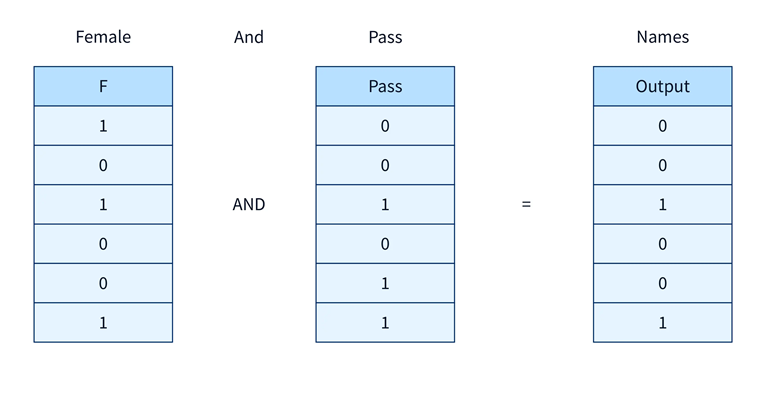 Female And Pass Names
F Pass Output
1 0 0
0 0 0
1 AND 1 = 1
0 0 0
0 1 0
1 1 1